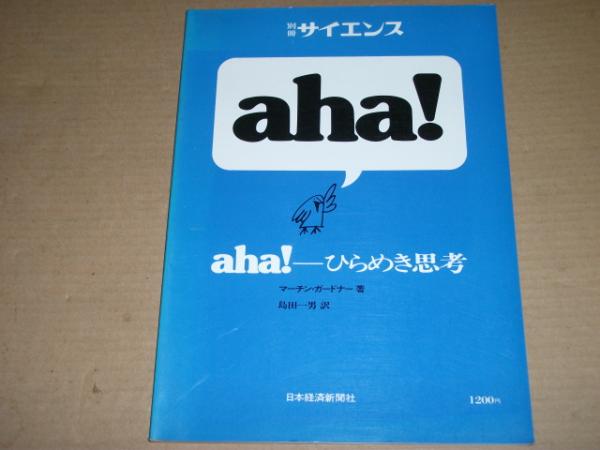 別冊 サイエンス
aha!
aha!—ひらめき思考
マーチン・ガードナー 著
島田一男 訳
日本経済新聞社
1200円